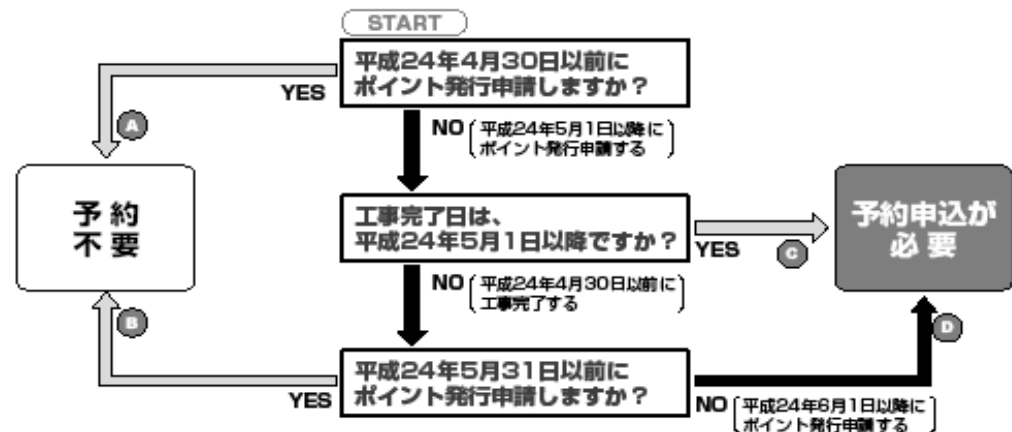 START
平成24年4月30日以前に
ポイント発行申請しますか？
YES
A
NO（平成24年5月1日以降に
ポイント発行申請する）
予約
不要
工事完了日は、
平成24年5月1日以降ですか？
YES
C
予約申込が
必要
NO（平成24年4月30日以前に
工事完了する）
B
D
平成24年5月31日以前に
ポイント発行申請しますか？
YES
NO（平成24年6月1日以降に
ポイント発行申請する）